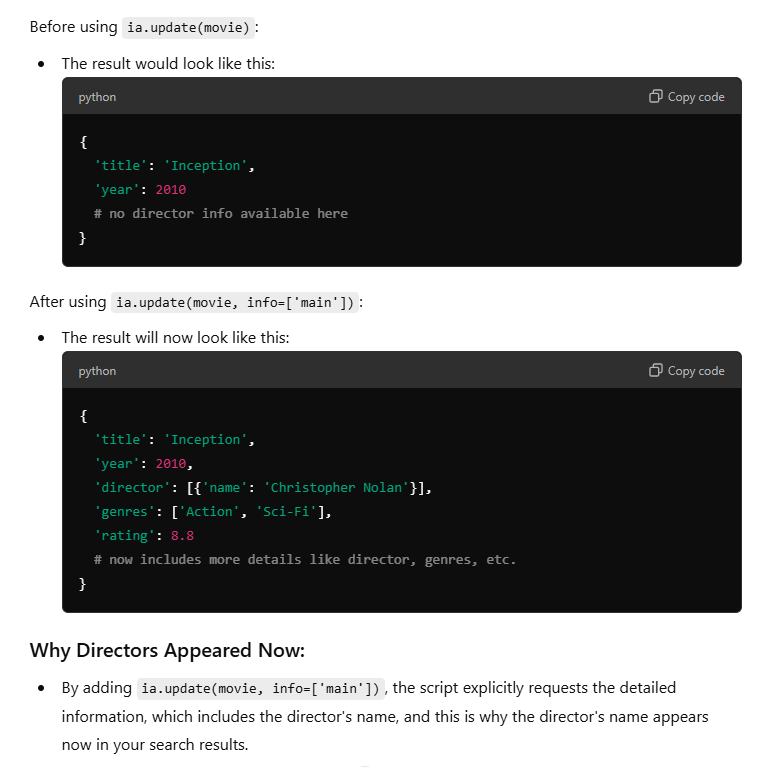 Before using ia.update(movie):
• The result would look like this:
python
Copy code
{
'title': 'Inception',
'year': 2010
# no director info available here
}
After using ia.update(movie, info=['main']):
• The result will now look like this:
python
Copy code
{
'title': 'Inception',
'year': 2010,
'director': [{'name': 'Christopher Nolan'}],
'genres': ['Action', 'Sci-Fi'],
'rating': 8.8
# now includes more details like director, genres, etc.
}
Why Directors Appeared Now:
• By adding ia.update(movie, info=['main']), the script explicitly requests the detailed
information, which includes the director's name, and this is why the director's name appears
now in your search results.